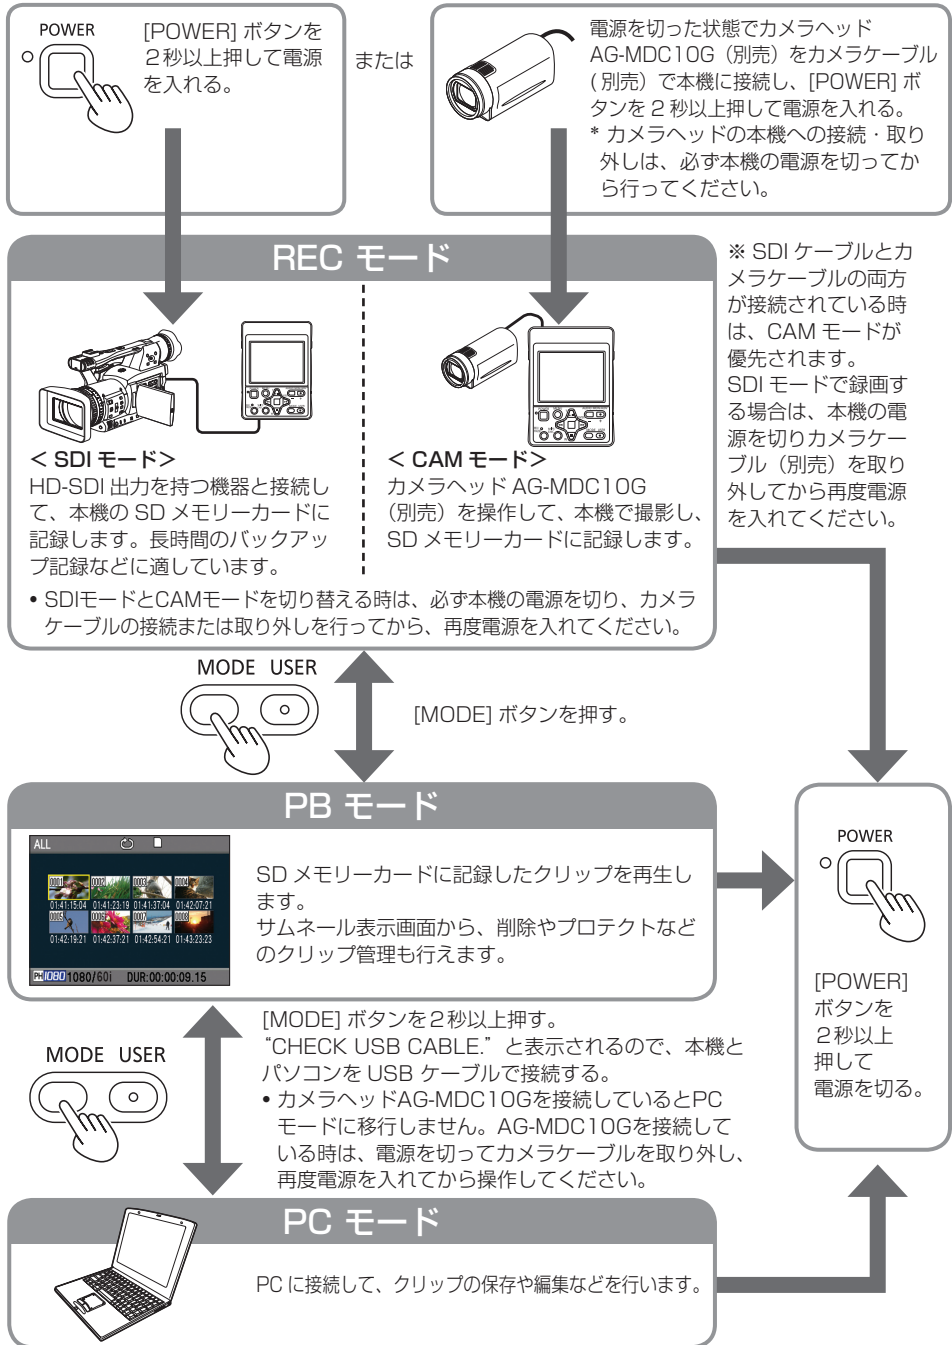 POWER
[POWER] ボタンを
2秒以上押して電源
を入れる。
または
電源を切った状態でカメラヘッド
AG-MDC10G（別売）をカメラケーブル
（別売）で本機に接続し、[POWER] ボ
タンを 2 秒以上押して電源を入れる。
* カメラヘッドの本機への接続・取り
外しは、必ず本機の電源を切ってか
ら行ってください。
REC モード
< SDI モード>
HD-SDI 出力を持つ機器と接続し
て、本機の SD メモリーカードに
記録します。長時間のバックアッ
プ記録などに適しています。
< CAM モード>
カメラヘッド AG-MDC10G
（別売）を操作して、本機で撮影し、
SD メモリーカードに記録します。
• SDIモードとCAMモードを切り替える時は、必ず本機の電源を切り、カメラ
ケーブルの接続または取り外しを行ってから、再度電源を入れてください。
※ SDI ケーブルとカ
メラケーブルの両方
が接続されている時
は、CAM モードが
優先されます。
SDI モードで録画す
る場合は、本機の電
源を切りカメラケー
ブル（別売）を取り
外してから再度電源
を入れてください。
MODE USER
[MODE] ボタンを押す。
PB モード
ALL
0001 0002 0003 0004
01:41:15:04 01:41:23:19 01:41:37:04 01:42:07:21
0005 0006 0007 0008
01:42:19:21 01:42:37:21 01:42:54:21 01:43:23:23
PH 1080 1080/60i DUR:00:00:09.15
SD メモリーカードに記録したクリップを再生し
ます。
サムネール表示画面から、削除やプロテクトなど
のクリップ管理も行えます。
MODE USER
[MODE] ボタンを2秒以上押す。
“CHECK USB CABLE.” と表示されるので、本機と
パソコンを USB ケーブルで接続する。
• カメラヘッドAG-MDC10Gを接続しているとPC
モードに移行しません。AG-MDC10Gを接続して
いる時は、電源を切ってカメラケーブルを取り外し、
再度電源を入れてから操作してください。
POWER
[POWER]
ボタンを
2秒以上
押して
電源を切る。
PC モード
PC に接続して、クリップの保存や編集などを行います。